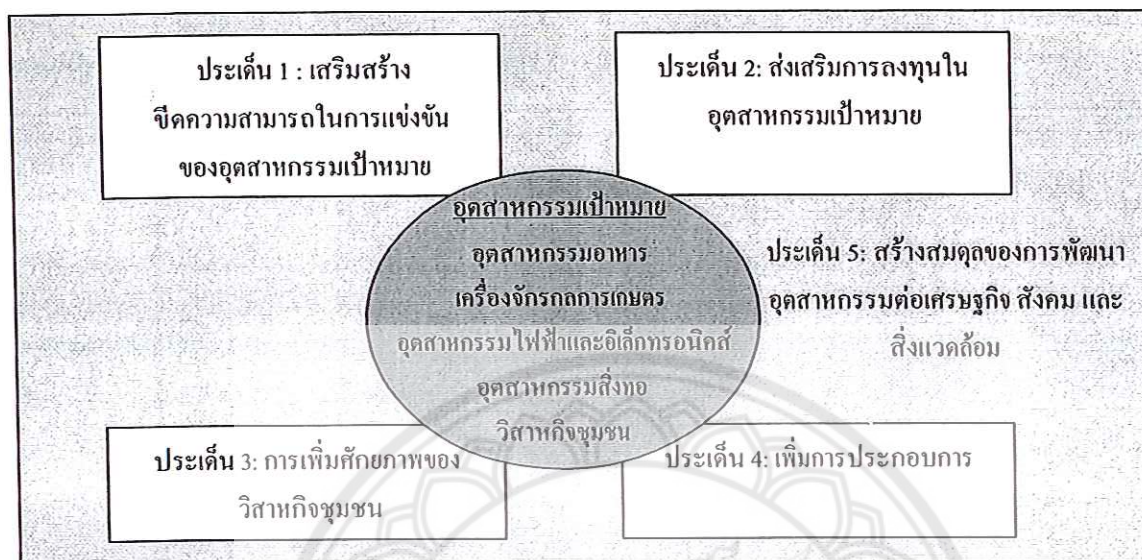 ประเด็น 1 : เสริมสร้าง
ขีดความสามารถในการแข่งขัน
ของอุตสาหกรรมเป้าหมาย
ประเด็น 2: ส่งเสริมการลงทุนใน
อุตสาหกรรมเป้าหมาย
อุตสาหกรรมเป้าหมาย
อุตสาหกรรมอาหาร
เครื่องจักรกลการเกษตร
อุตสาหกรรมไฟฟ้าและอิเล็กทรอนิคส์
อุตสาหกรรมสิ่งทอ
วิสาหกิจชุมชน
ประเด็น 5: สร้างสมดุลของการพัฒนา
อุตสาหกรรมต่อเศรษฐกิจ สังคม และ
สิ่งแวดล้อม
ประเด็น 3: การเพิ่มศักยภาพของ
วิสาหกิจชุมชน
ประเด็น 4: เพิ่มการประกอบการ